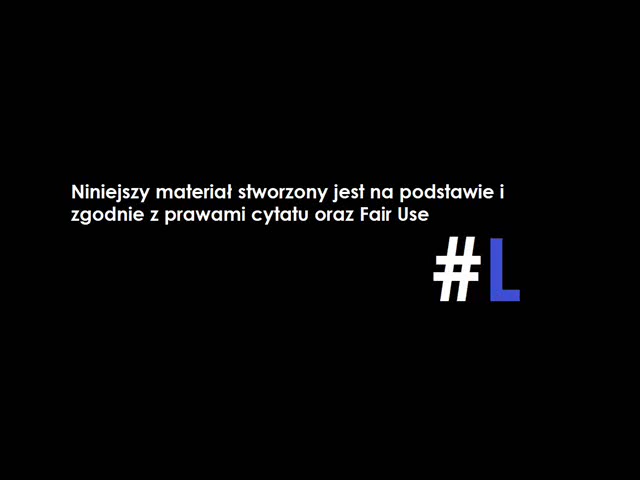 Niniejszy materiał stworzony jest na podstawie i
zgodnie z prawami cytatu oraz Fair Use
#L